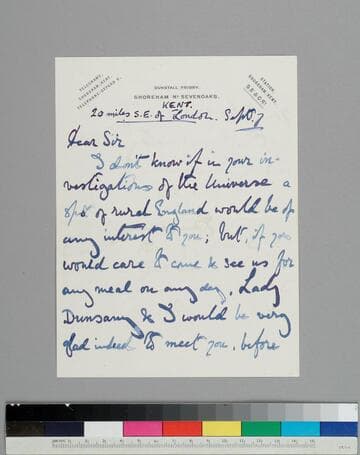 DUNSTALL PRIORY,
SHOREHAM Nr SEVENOAKS.
KENT.
TELEGRAMS,
SHOREHAM, KENT.
STATION
SHOREHAM, KENT.
S.E.&C.R.
20 miles S.E. of London. Sept. 7
Dear Sir
I don't know if in your in-
vestigations of the Universe a
spot of rural England would be of
any interest to you; but, if you
would care to come & see us for
any meal on any day, Lady
Dunsany & I would be very
glad indeed to meet you, before